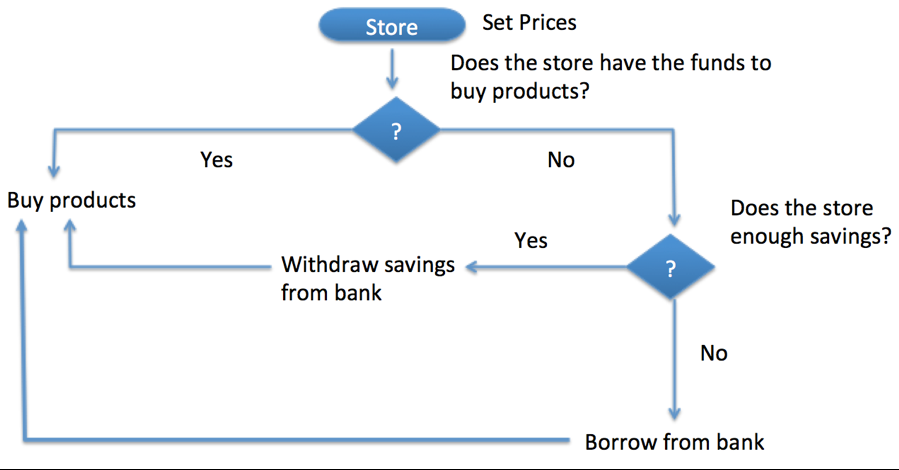 Store
Set Prices
Does the store have the funds to
buy products?
?
Yes
No
Buy products
Does the store
enough savings?
Yes
?
Withdraw savings
from bank
No
Borrow from bank